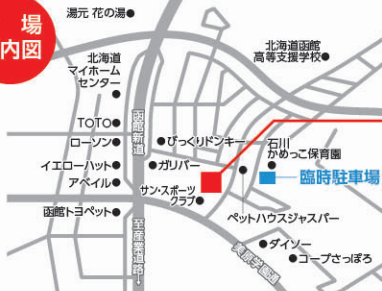 場
内図
湯元 花の湯
北海道
マイホーム
センター
北海道函館
高等支援学校
TOTO
ローソン
イエローハット
アベイル
函館トヨペット
函館新道
至産業道路→
びっくりドンキー
ガリバー
サン・スポーツ
クラブ
石川
かめっこ保育園
臨時駐車場
ペットハウスジャスパー
美原学園通
ダイソー
コープさっぽろ